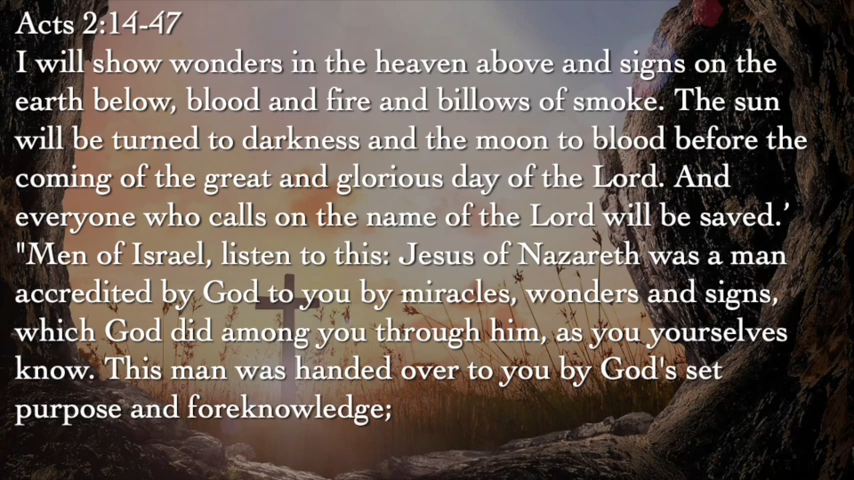 Acts 2:14-47
I will show wonders in the heaven above and signs on the
earth below, blood and fire and billows of smoke. The sun
will be turned to darkness and the moon to blood before the
coming of the great and glorious day of the Lord. And
everyone who calls on the name of the Lord will be saved.’
"Men of Israel, listen to this: Jesus of Nazareth was a man
accredited by God to you by miracles, wonders and signs,
which God did among you through him, as you yourselves
know. This man was handed over to you by God's set
purpose and foreknowledge;